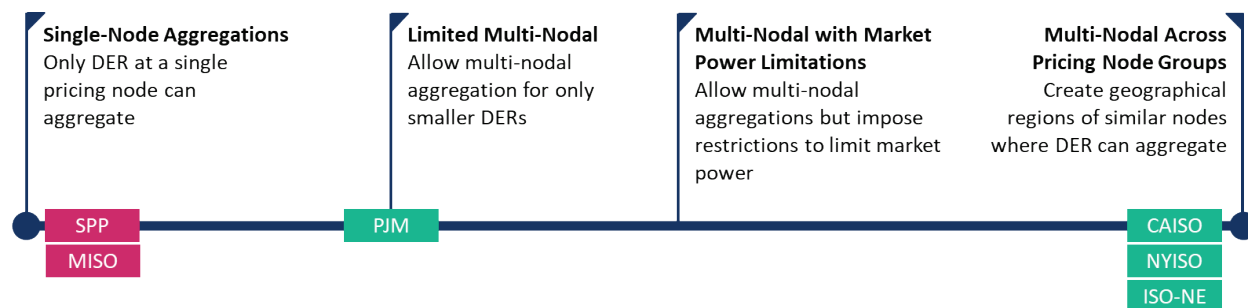 Single-Node Aggregations
Only DER at a single
pricing node can
aggregate
Limited Multi-Nodal
Allow multi-nodal
aggregation for only
smaller DERs
Multi-Nodal with Market
Power Limitations
Allow multi-nodal
aggregations but impose
restrictions to limit market
power
Multi-Nodal Across
Pricing Node Groups
Create geographical
regions of similar nodes
where DER can aggregate
SPP
MISO
PJM
CAISO
NYISO
ISO-NE